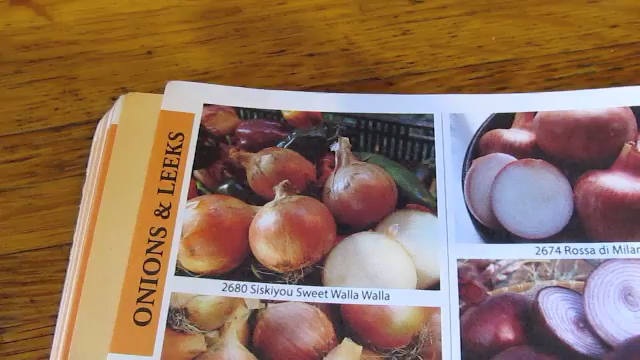 ONIONS & LEEKS
2680 Siskiyou Sweet Walla Walla
2674 Rossa di Milan